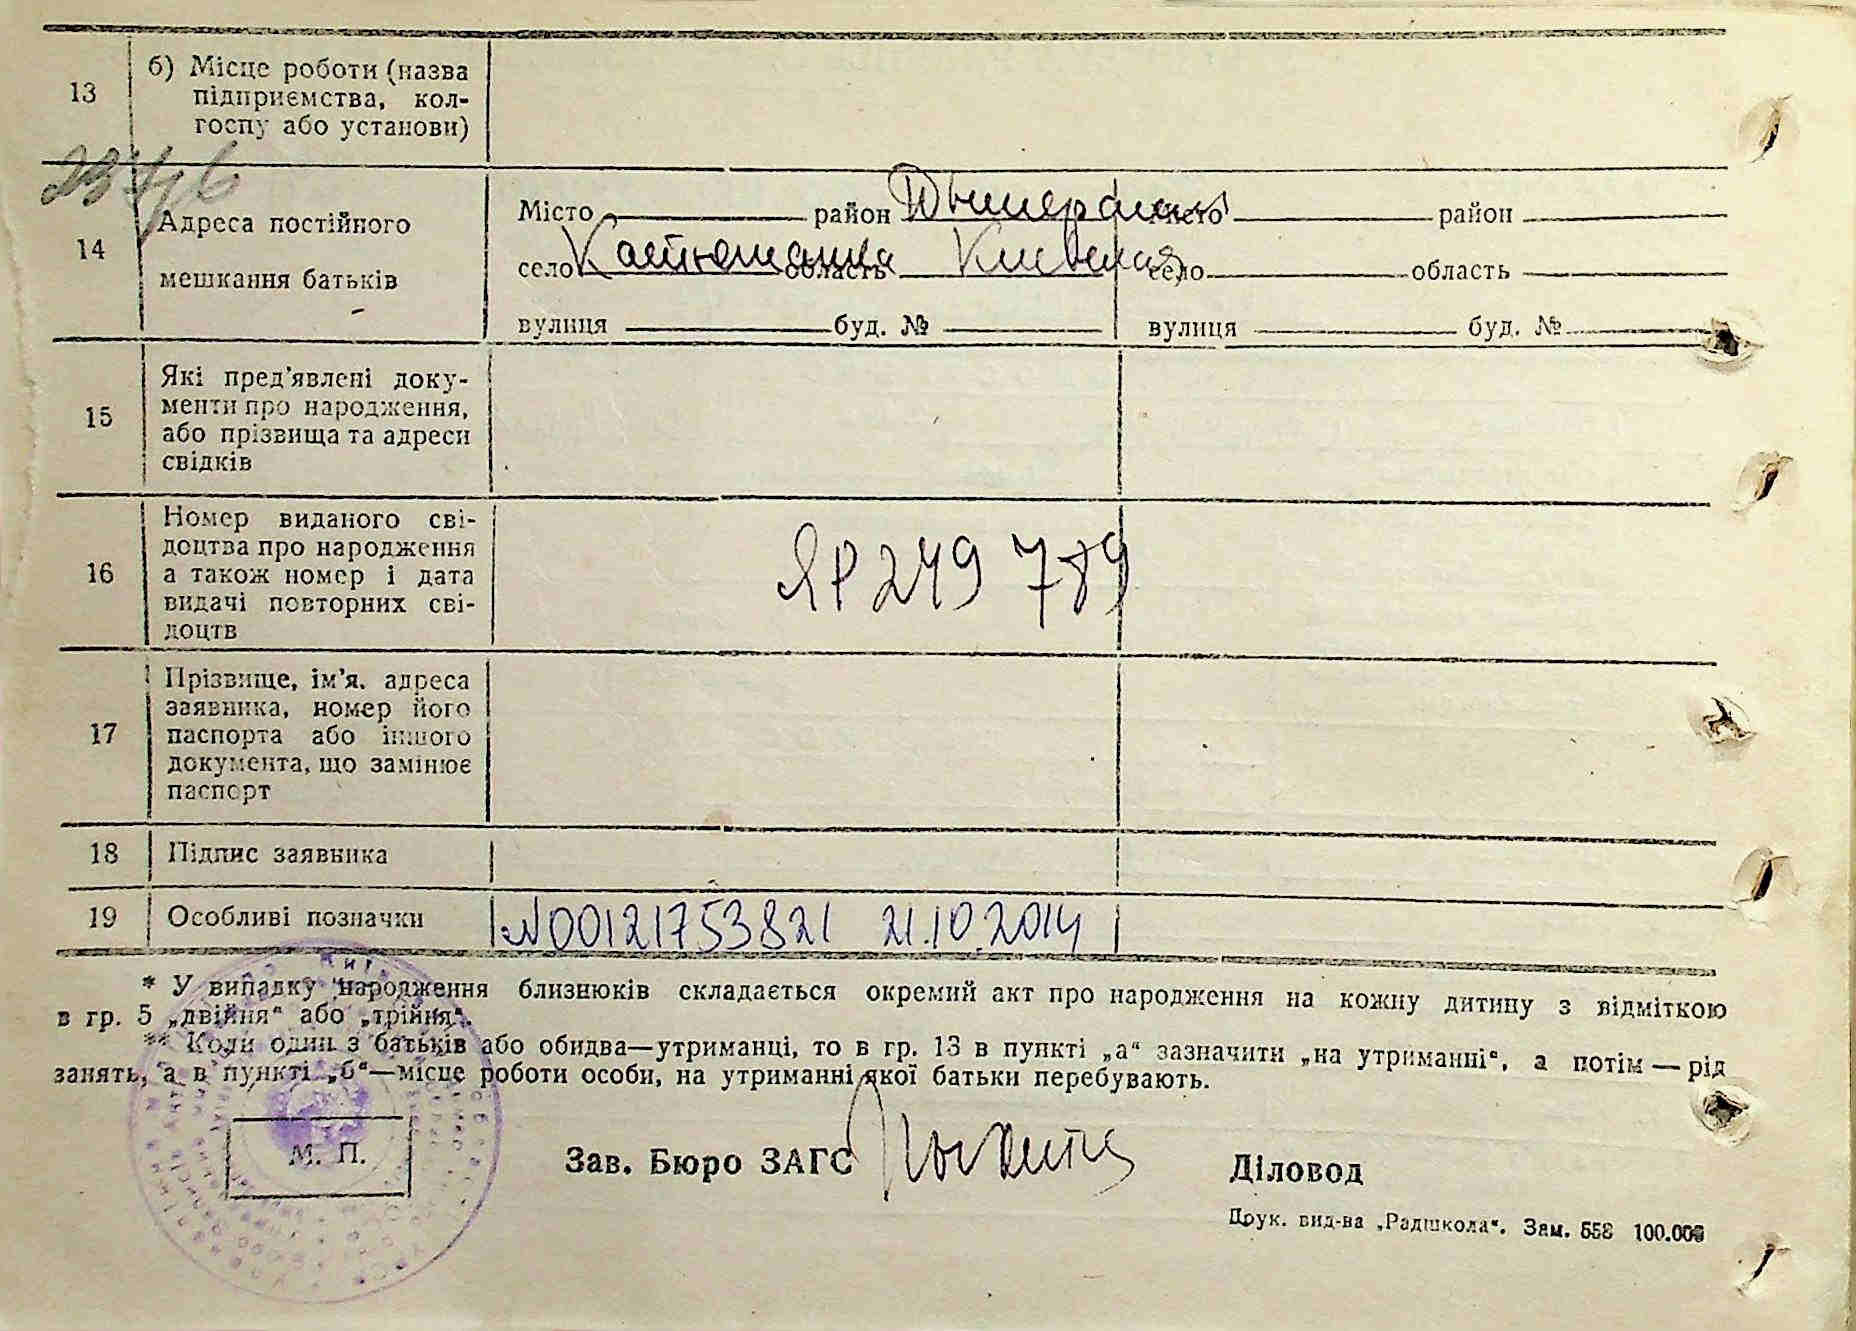 13
б) Місце роботи (назва
підприємства, кол-
госпу або установи)
14
Адреса постійного
мешкання батьків
Місто район місто район
село Костюшанка область Киевская село область
вулиця буд. № вулиця буд. №
15
Які пред'явлені доку-
менти про народження,
або прізвища та адреси
свідків
16
Номер виданого сві-
доцтва про народження
а також номер і дата
видачі повторних сві-
доцтв
ЯР 249 789
17
Прізвище, ім'я. адреса
заявника, номер його
паспорта або іншого
документа, що замінює
паспорт
18 Підпис заявника
19 Особливі позначки №00121753821 21.10.2014
* У випадку народження близнюків складається окремий акт про народження на кожну дитину з відміткою
в гр. 5 „двійня“ або „трійня“.
** Коли один з батьків або обидва—утриманці, то в гр. 13 в пункті „а“ зазначити „на утриманні“, а потім — рід
занять, а в пункті „б“—місце роботи особи, на утриманні якої батьки перебувають.
М. П.
Зав. Бюро ЗАГС
Діловод
Друк. вид-ва „Радшкола“. Зам. 558 100.000